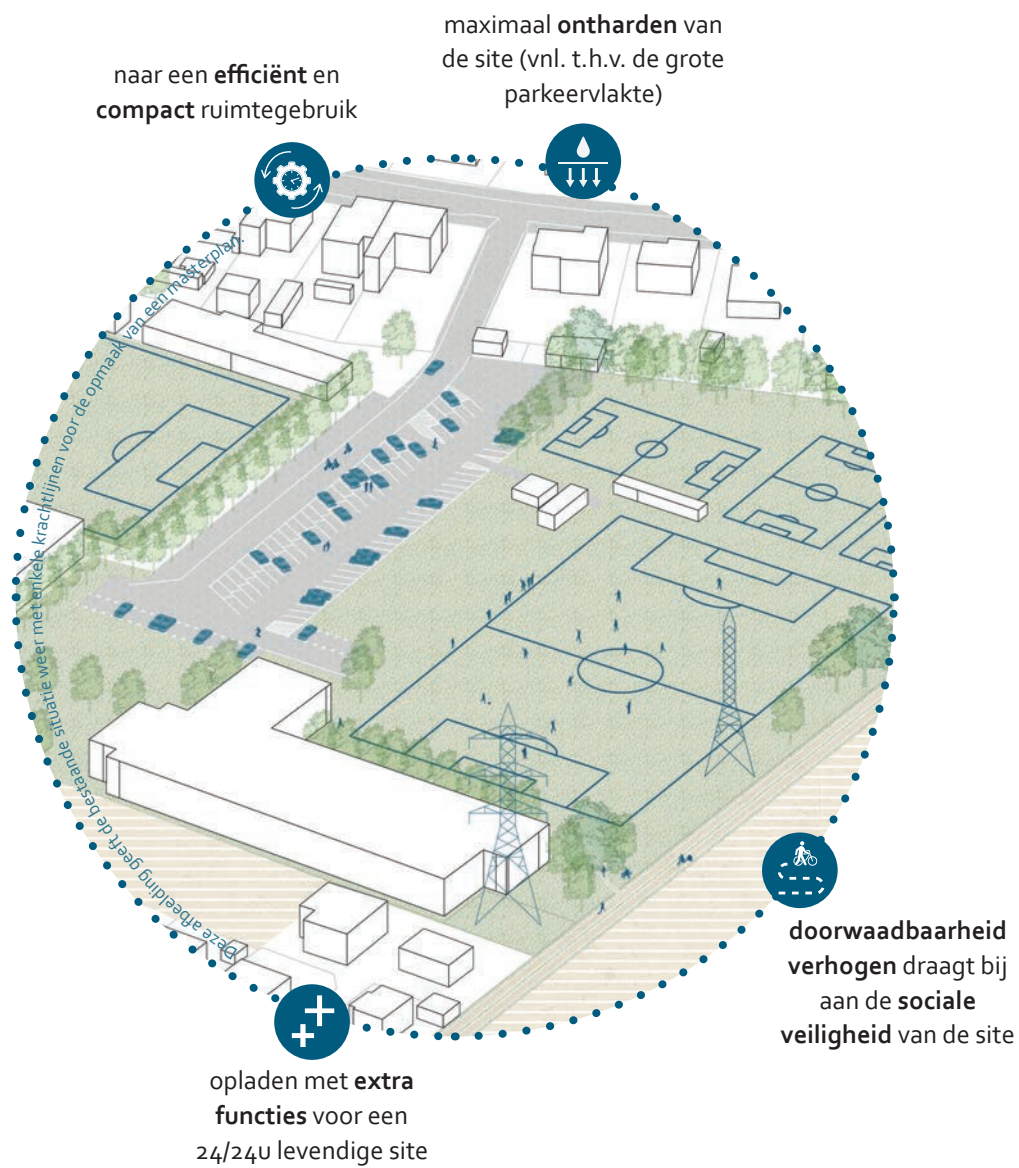 maximaal ontharden van
de site (vnl. t.h.v. de grote
parkeervlakte)
naar een efficiënt en
compact ruimtegebruik
Deze afbeelding geeft de bestaande situatie weer met enkele krachtlijnen voor de opmaak van een masterplan.
doorwaadbaarheid
verhogen draagt bij
aan de sociale
veiligheid van de site
opladen met extra
functies voor een
24/24u levendige site